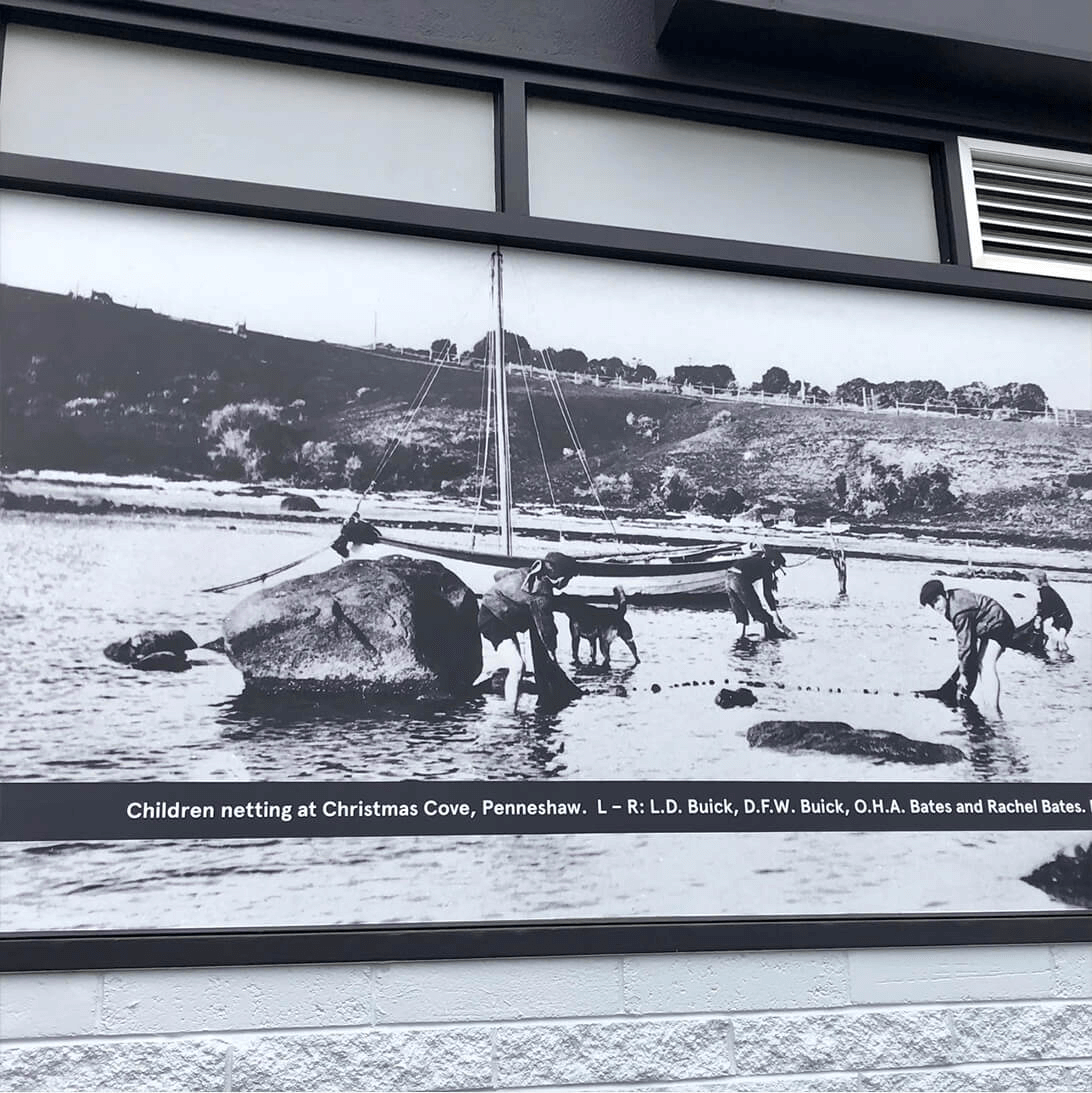 Children netting at Christmas Cove, Penneshaw. L – R: L.D. Buick, D.F.W. Buick, O.H.A. Bates and Rachel Bates.